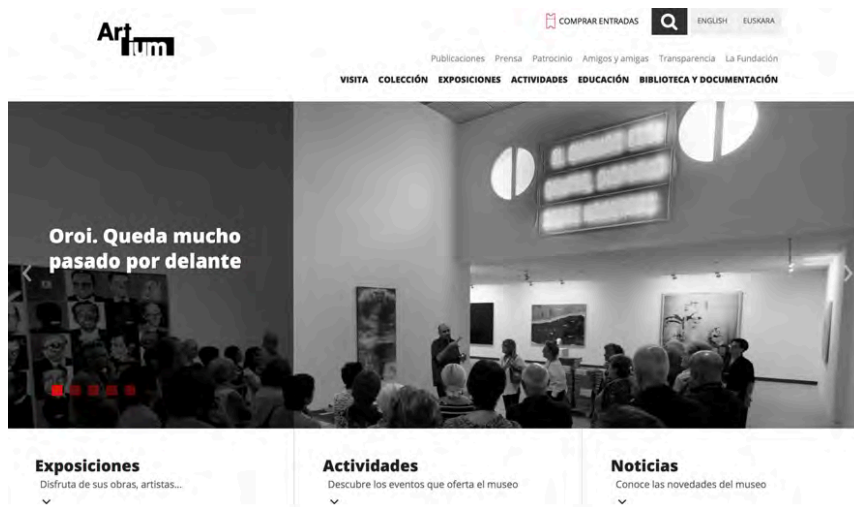 Artium
COMPRAR ENTRADAS ENGLISH EUSKARA
Publicaciones Prensa Patrocinio Amigos y amigas Transparencia La Fundación
VISITA COLECCIÓN EXPOSICIONES ACTIVIDADES EDUCACIÓN BIBLIOTECA Y DOCUMENTACIÓN
Oroi. Queda mucho
pasado por delante
Exposiciones Actividades Noticias
Disfruta de sus obras, artistas... Descubre los eventos que oferta el museo Conoce las novedades del museo